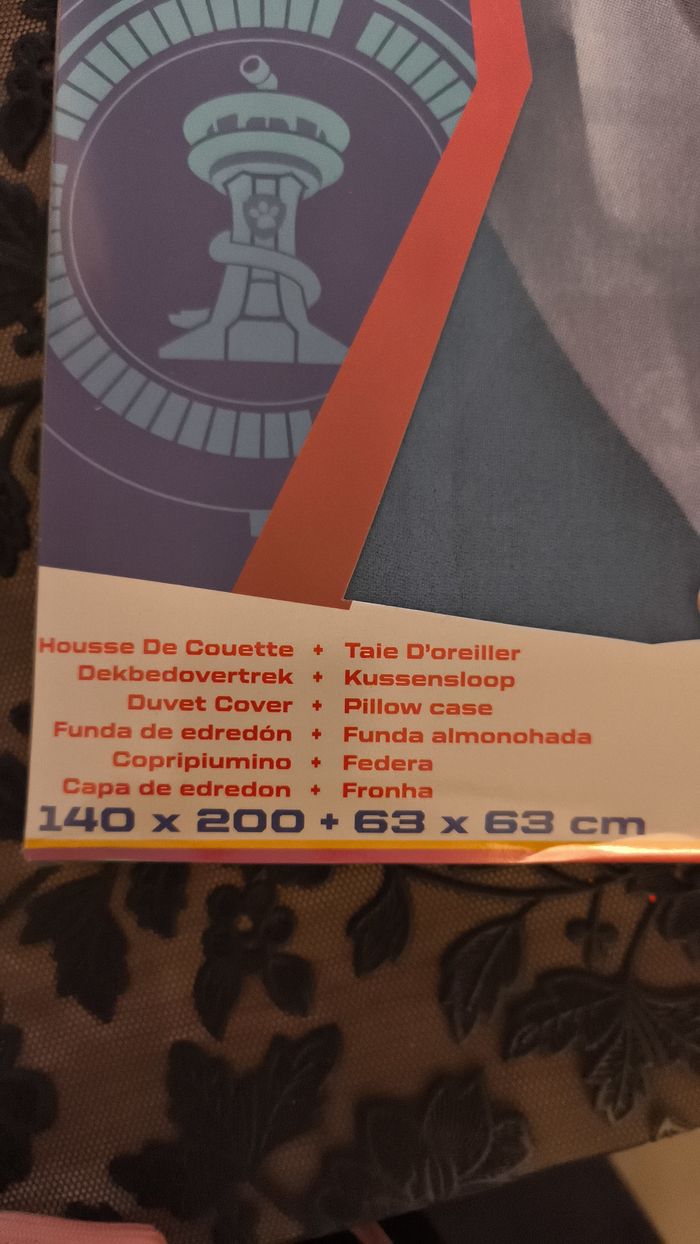 Housse De Couette + Taie D'oreiller
Dekbedovertrek + Kussensloop
Duvet Cover + Pillow case
Funda de edredón + Funda almonohada
Copripiumino + Federa
Capa de edredon + Fronha
140 x 200 + 63 x 63 cm